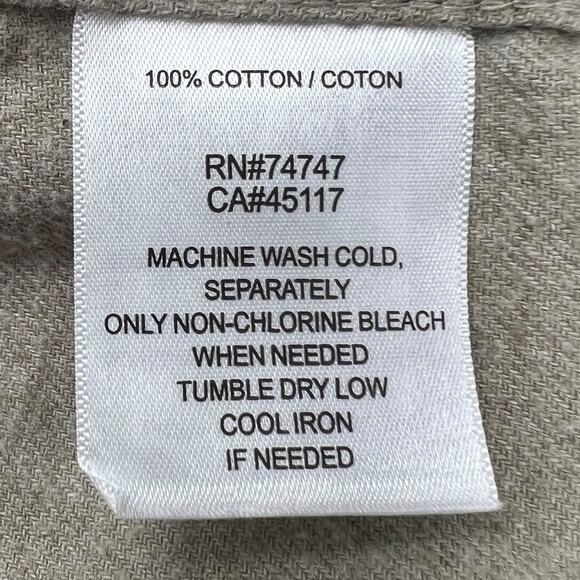 100% COTTON / COTON
RN#74747
CA#45117
MACHINE WASH COLD,
SEPARATELY
ONLY NON-CHLORINE BLEACH
WHEN NEEDED
TUMBLE DRY LOW
COOL IRON
IF NEEDED